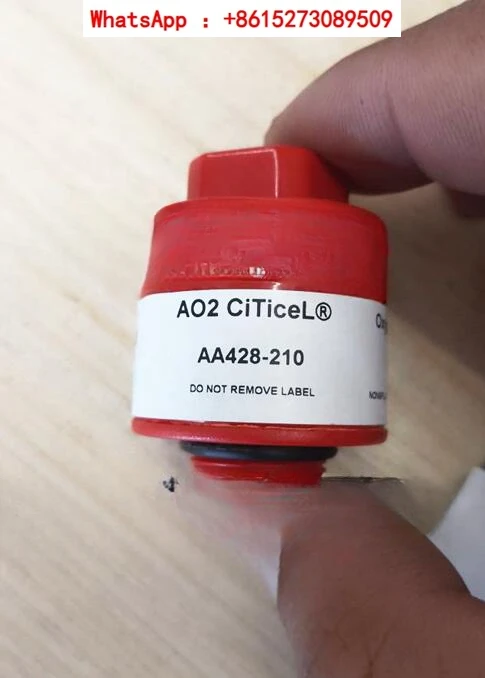 WhatsApp : +8615273089509
AO2 CiTiceL®
AA428-210
DO NOT REMOVE LABEL